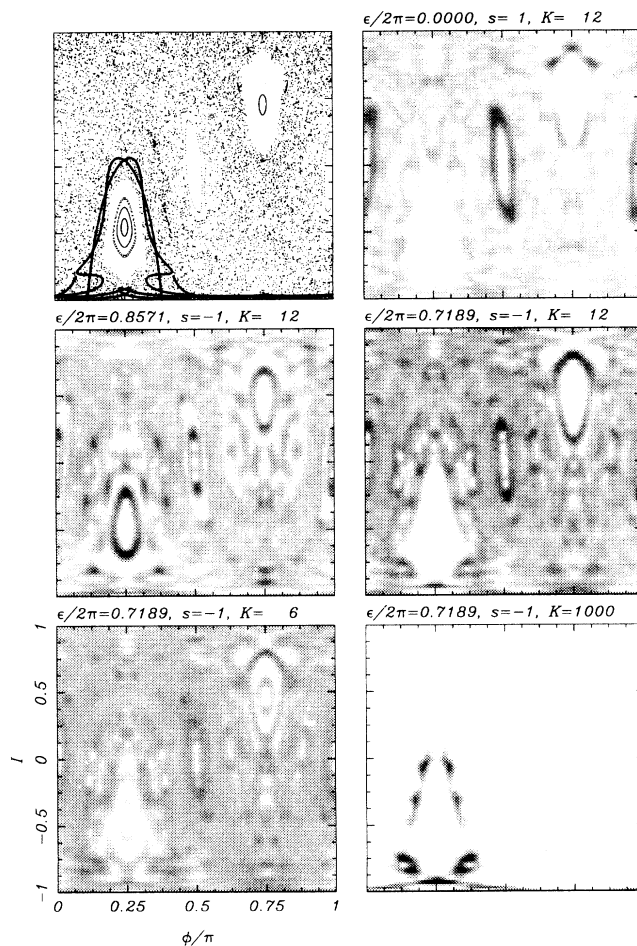 ϵ/2π=0.0000, s= 1, K= 12
ϵ/2π=0.8571, s=−1, K= 12
ϵ/2π=0.7189, s=−1, K= 12
ϵ/2π=0.7189, s=−1, K= 6
ϵ/2π=0.7189, s=−1, K=1000
1
0.5
0
−0.5
−1
I
0 0.25 0.5 0.75 1
ϕ/π